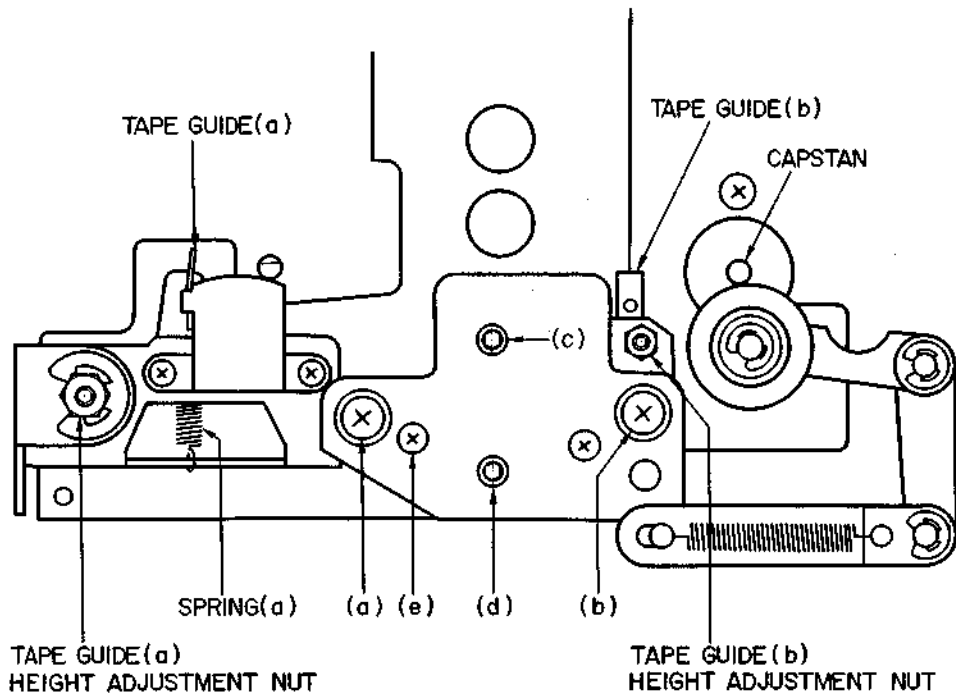 TAPE GUIDE(a)
TAPE GUIDE(b)
CAPSTAN
(c)
SPRING(a)
(a)
(e)
(d)
(b)
TAPE GUIDE(a)
HEIGHT ADJUSTMENT NUT
TAPE GUIDE(b)
HEIGHT ADJUSTMENT NUT